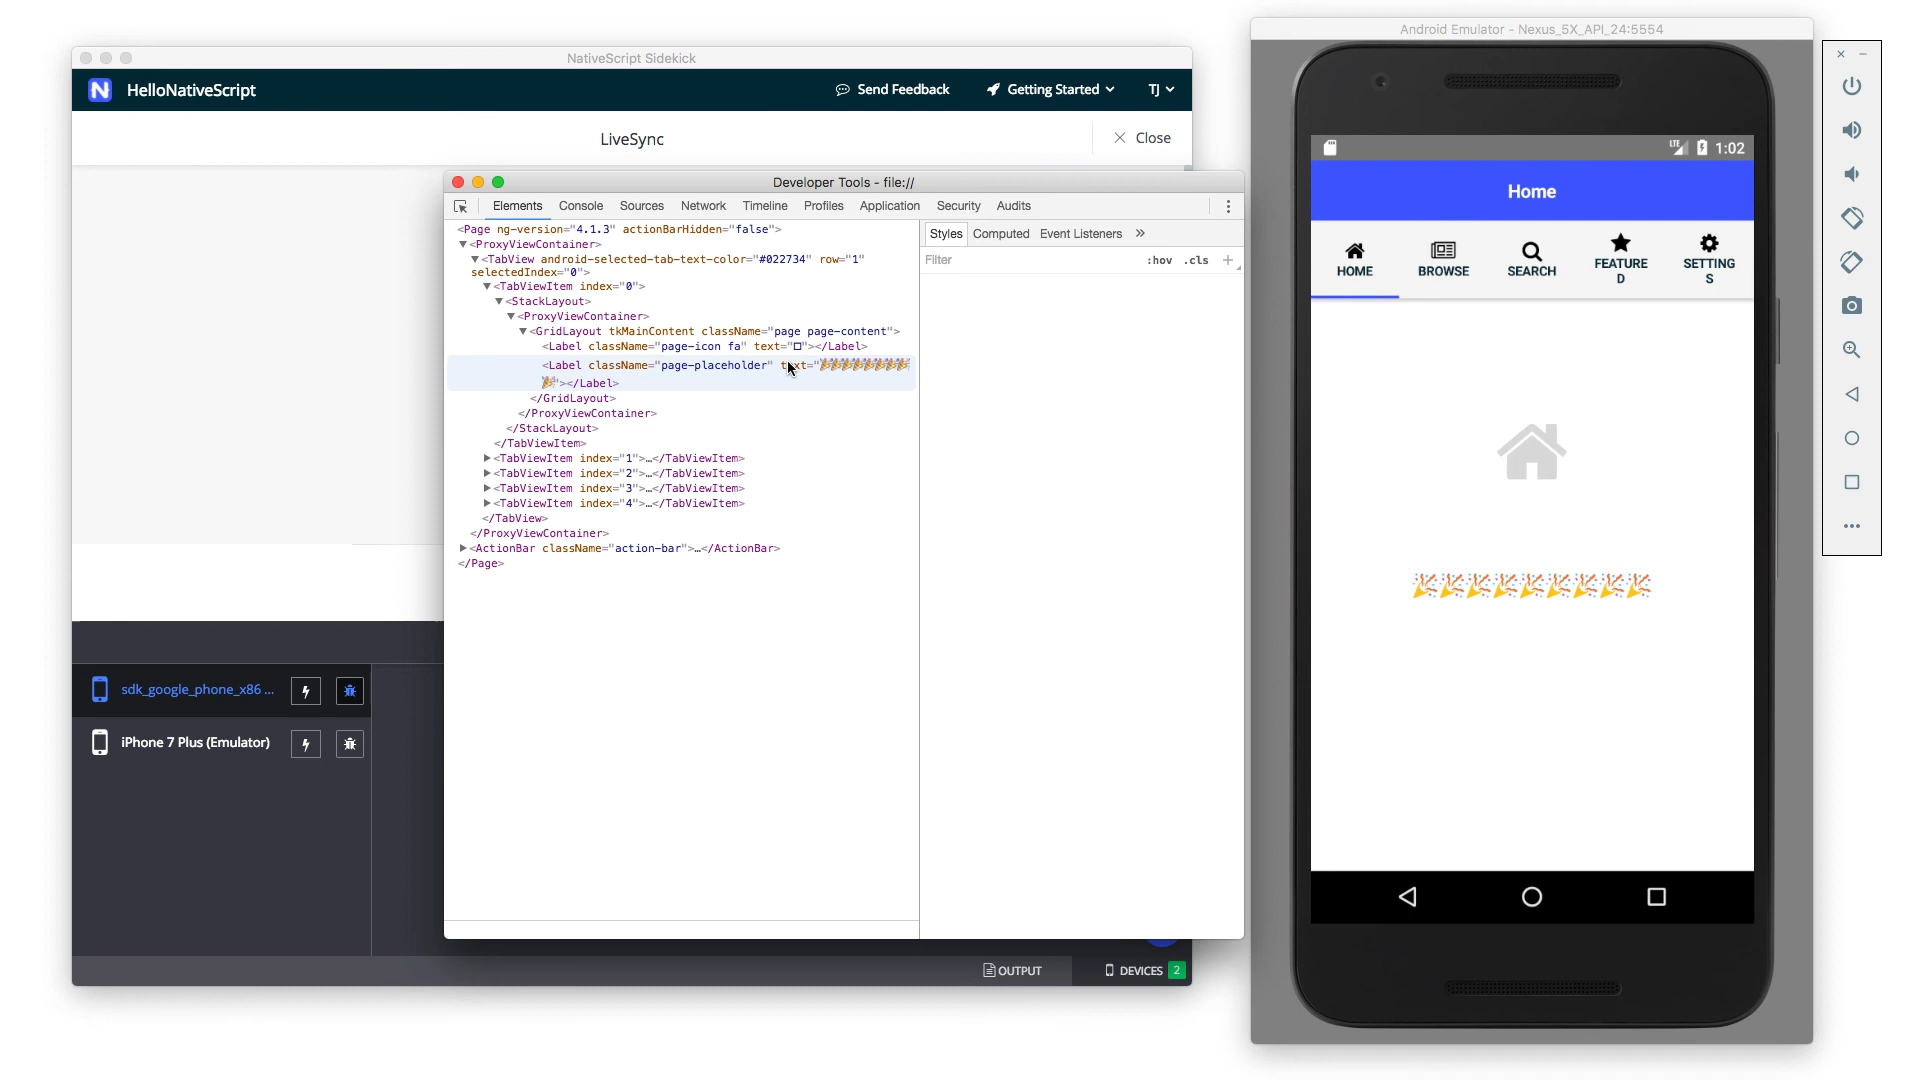 NativeScript Sidekick
HelloNativeScript
Send Feedback
Getting Started
TJ
LiveSync
Close
Developer Tools - file://
Elements Console Sources Network Timeline Profiles Application Security Audits
<Page ng-version="4.1.3" actionBarHidden="false">
▼<ProxyViewContainer>
▼<TabView android-selected-tab-text-color="#022734" row="1"
selectedIndex="0">
▼<TabViewItem index="0">
▼<StackLayout>
▼<ProxyViewContainer>
▼<GridLayout tkMainContent className="page page-content">
<Label className="page-icon fa" text="□"></Label>
<Label className="page-placeholder" text="🎉🎉🎉🎉🎉🎉🎉🎉
🎉"></Label>
</GridLayout>
</ProxyViewContainer>
</StackLayout>
</TabViewItem>
▶<TabViewItem index="1">…</TabViewItem>
▶<TabViewItem index="2">…</TabViewItem>
▶<TabViewItem index="3">…</TabViewItem>
▶<TabViewItem index="4">…</TabViewItem>
</TabView>
</ProxyViewContainer>
▶<ActionBar className="action-bar">…</ActionBar>
</Page>
Styles Computed Event Listeners »
Filter :hov .cls +
sdk_google_phone_x86 ...
iPhone 7 Plus (Emulator)
OUTPUT
DEVICES 2
Android Emulator - Nexus_5X_API_24:5554
LTE 1:02
Home
HOME
BROWSE
SEARCH
FEATURE
D
SETTING
S
🎉🎉🎉🎉🎉🎉🎉🎉🎉